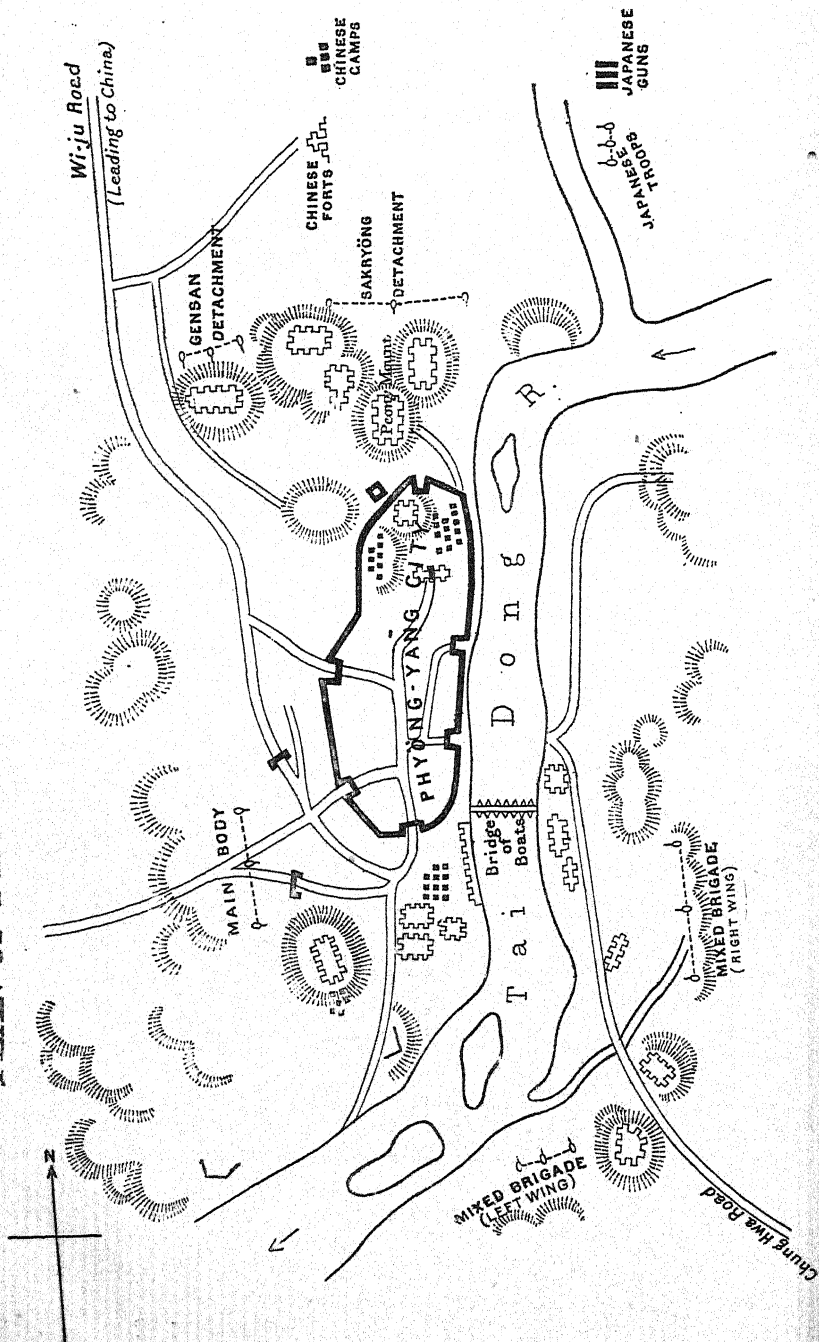 Wi-ju Road
(Leading to China)
CHINESE
CAMPS
JAPANESE
GUNS
CHINESE
FORTS
JAPANESE
TROOPS
GENSAN
DETACHMENT
SAKRYÖNG
DETACHMENT
Peony Mount.
R.
PHYÖNG-YANG CITY
Tai Dong
Bridge
of
Boats
MAIN BODY
MIXED BRIGADE
(RIGHT WING)
MIXED BRIGADE
(LEFT WING)
Chung Hwa Road
N